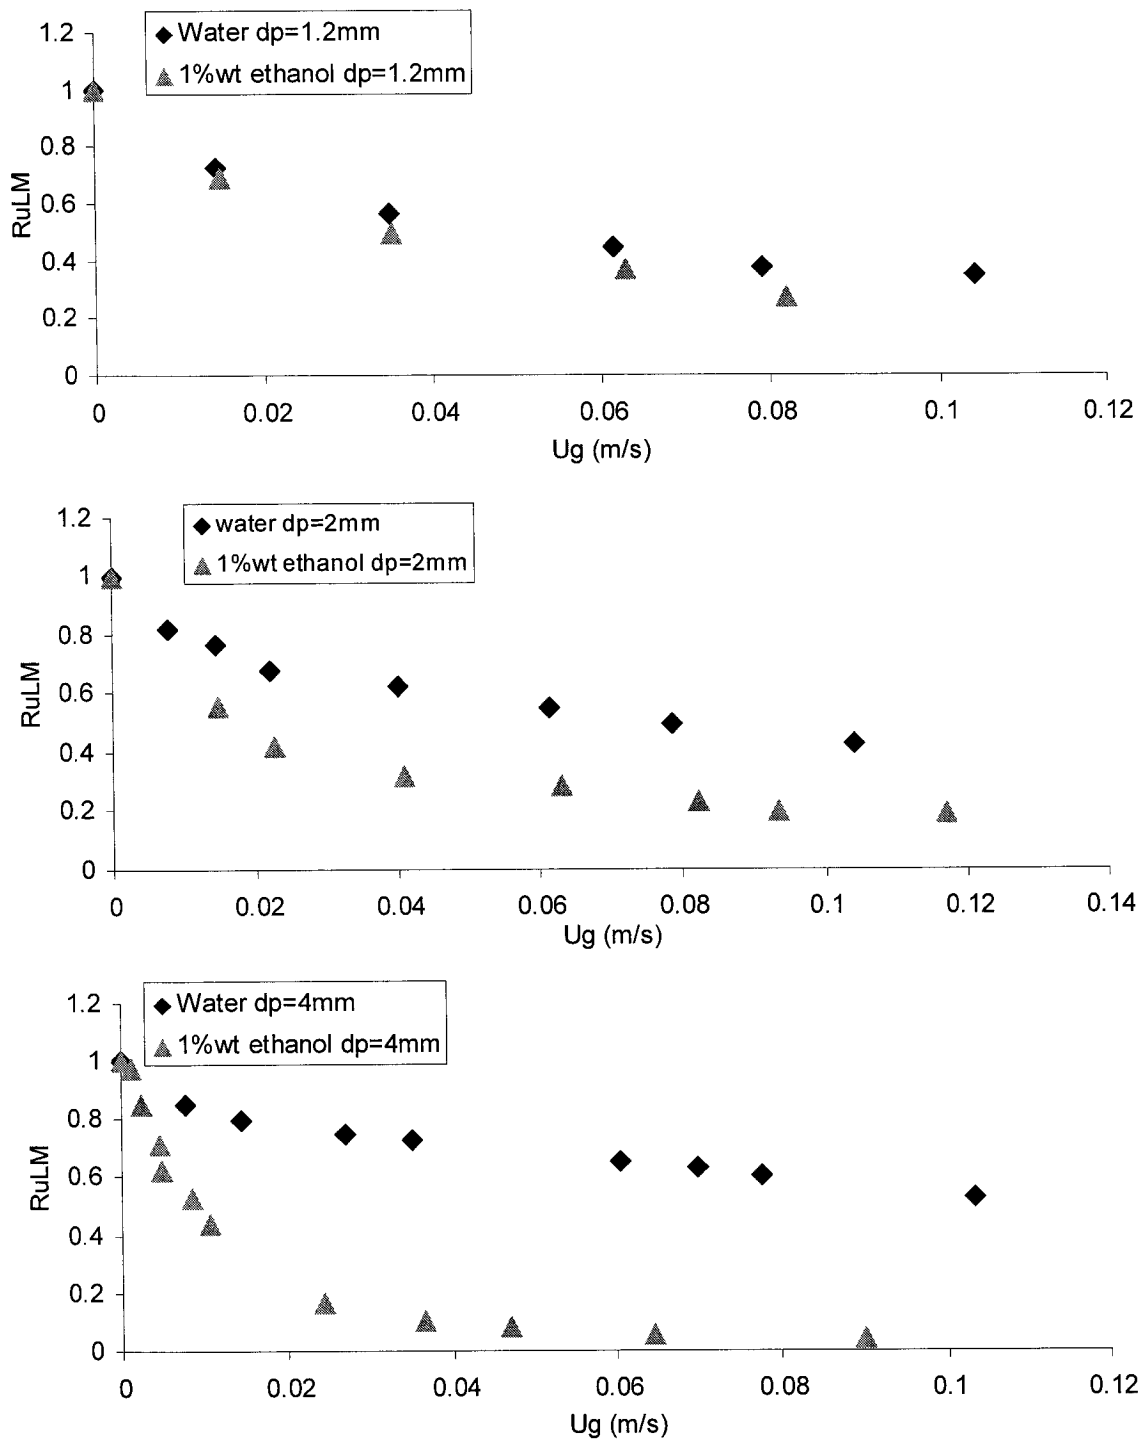 Water dp=1.2mm
1%wt ethanol dp=1.2mm
1.2
1
0.8
0.6
0.4
0.2
0
RuLM
0 0.02 0.04 0.06 0.08 0.1 0.12
Ug (m/s)
water dp=2mm
1%wt ethanol dp=2mm
1.2
1
0.8
0.6
0.4
0.2
0
RuLM
0 0.02 0.04 0.06 0.08 0.1 0.12 0.14
Ug (m/s)
Water dp=4mm
1%wt ethanol dp=4mm
1.2
1
0.8
0.6
0.4
0.2
0
RuLM
0 0.02 0.04 0.06 0.08 0.1 0.12
Ug (m/s)